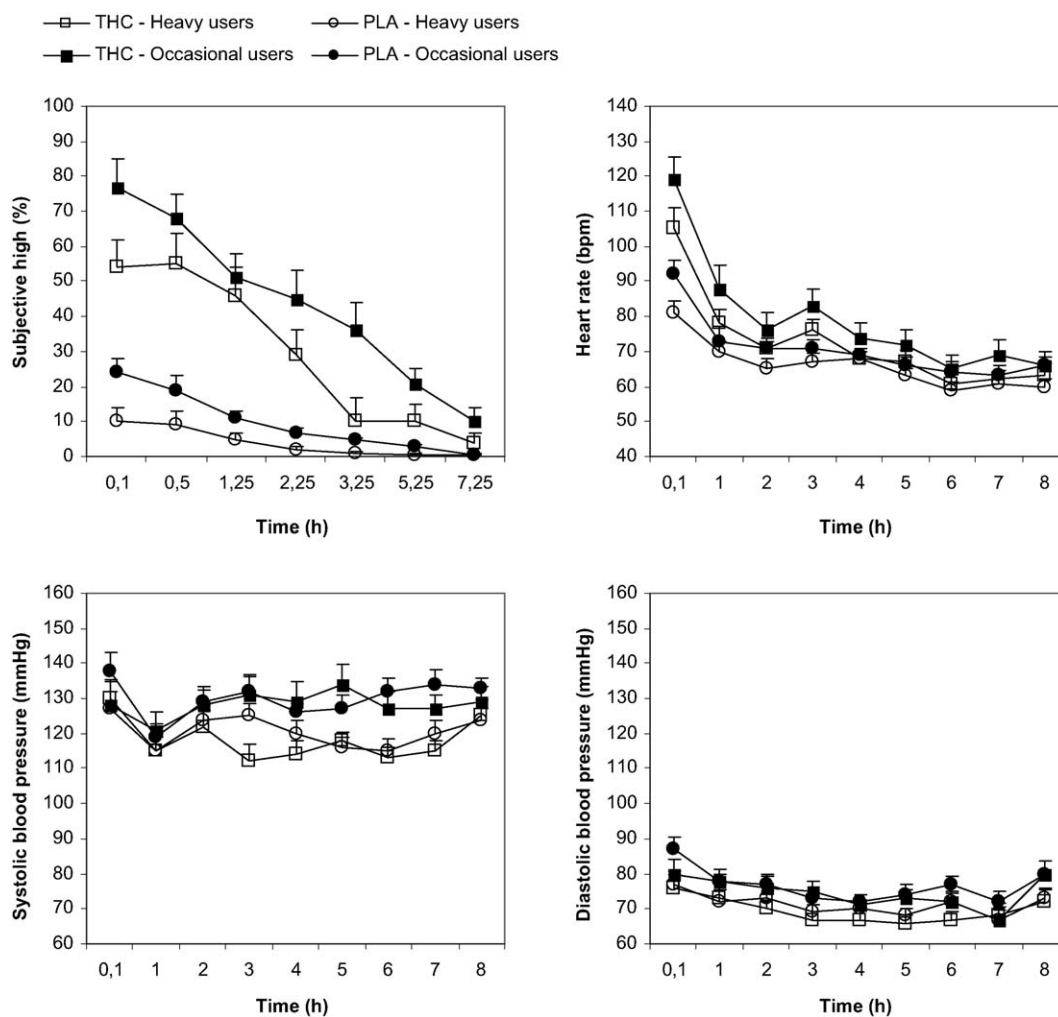 THC - Heavy users
PLA - Heavy users
THC - Occasional users
PLA - Occasional users
100
90
80
70
60
50
40
30
20
10
0
Subjective high (%)
0,1 0,5 1,25 2,25 3,25 5,25 7,25
Time (h)
140
130
120
110
100
90
80
70
60
50
40
Heart rate (bpm)
0,1 1 2 3 4 5 6 7 8
Time (h)
160
150
140
130
120
110
100
90
80
70
60
Systolic blood pressure (mmHg)
0,1 1 2 3 4 5 6 7 8
Time (h)
160
150
140
130
120
110
100
90
80
70
60
Diastolic blood pressure (mmHg)
0,1 1 2 3 4 5 6 7 8
Time (h)